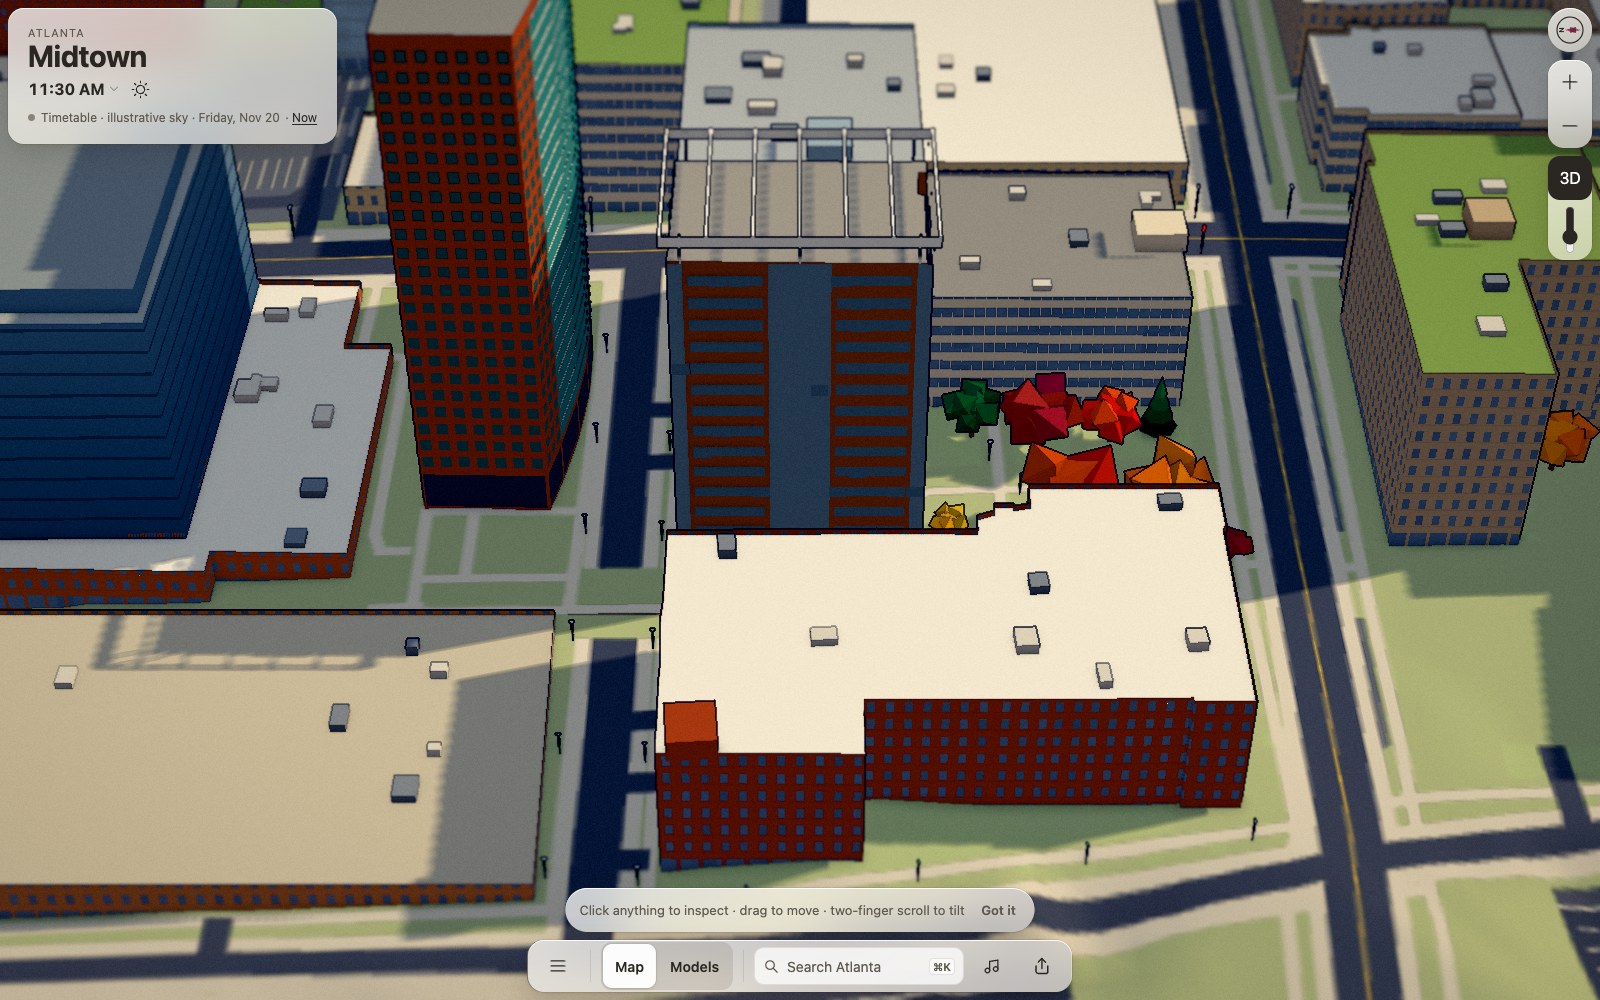 ATLANTA
Midtown
11:30 AM
Timetable · illustrative sky · Friday, Nov 20 · Now
N
+
−
3D
Click anything to inspect · drag to move · two-finger scroll to tilt Got it
Map Models Search Atlanta ⌘K